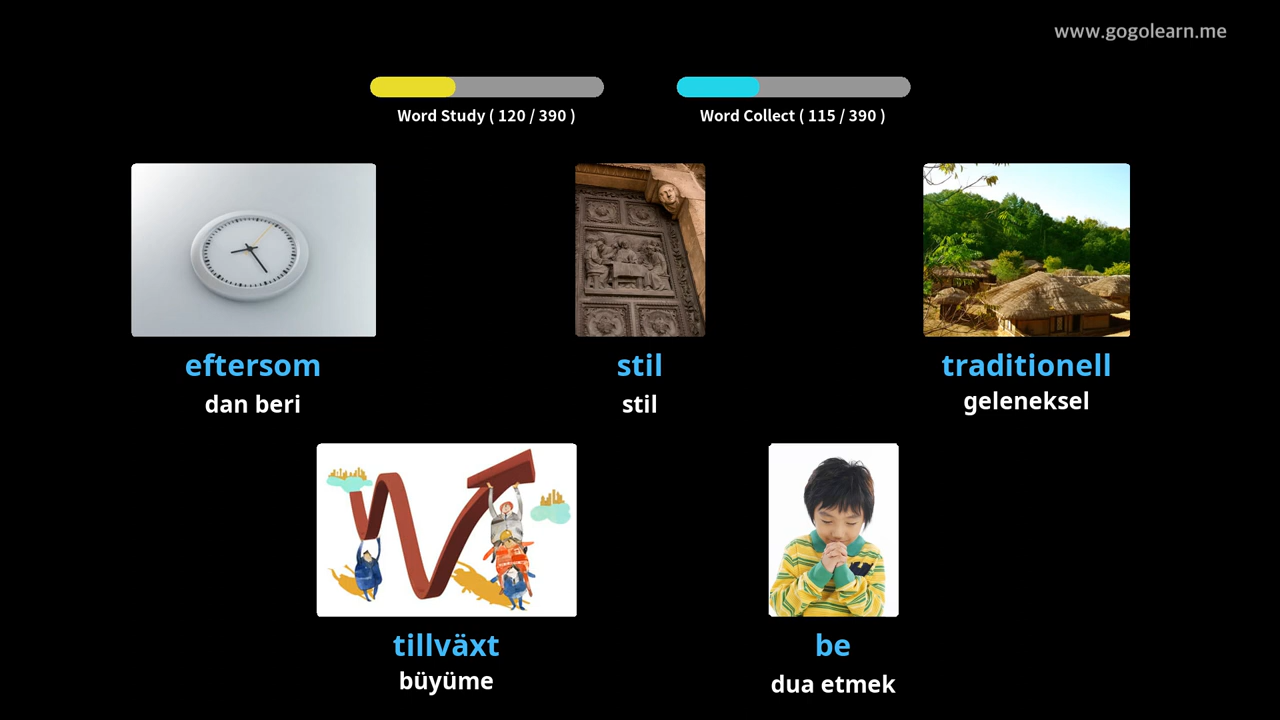 www.gogolearn.me
Word Study ( 120 / 390 )
Word Collect ( 115 / 390 )
eftersom
dan beri
stil
stil
traditionell
geleneksel
tillväxt
büyüme
be
dua etmek